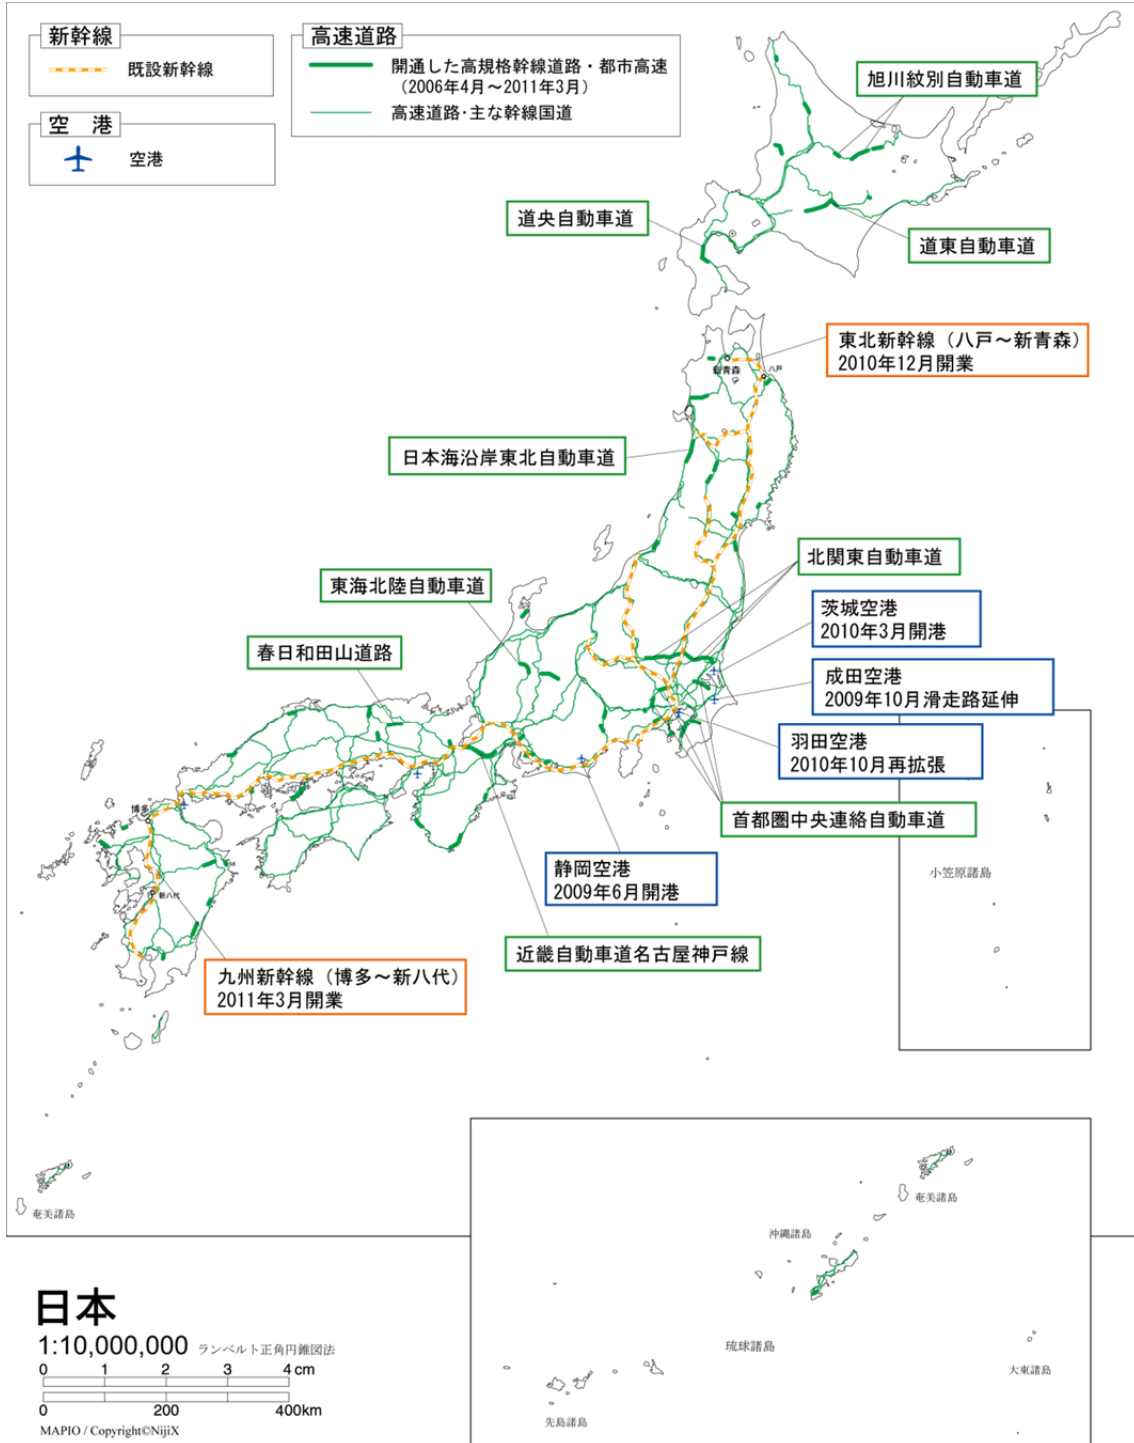 新幹線
既設新幹線
空 港
空港
高速道路
開通した高規格幹線道路・都市高速
（2006年4月～2011年3月）
高速道路・主な幹線国道
旭川紋別自動車道
道央自動車道
道東自動車道
東北新幹線（八戸～新青森）
2010年12月開業
新青森
八戸
日本海沿岸東北自動車道
北関東自動車道
東海北陸自動車道
茨城空港
2010年3月開港
春日和田山道路
成田空港
2009年10月滑走路延伸
羽田空港
2010年10月再拡張
博多
首都圏中央連絡自動車道
静岡空港
2009年6月開港
小笠原諸島
新八代
近畿自動車道名古屋神戸線
九州新幹線（博多～新八代）
2011年3月開業
奄美諸島
奄美諸島
沖縄諸島
琉球諸島
大東諸島
先島諸島
日本
1:10,000,000 ランベルト正角円錐図法
0 1 2 3 4 cm
0 200 400km
MAPIO / Copyright©NijiX